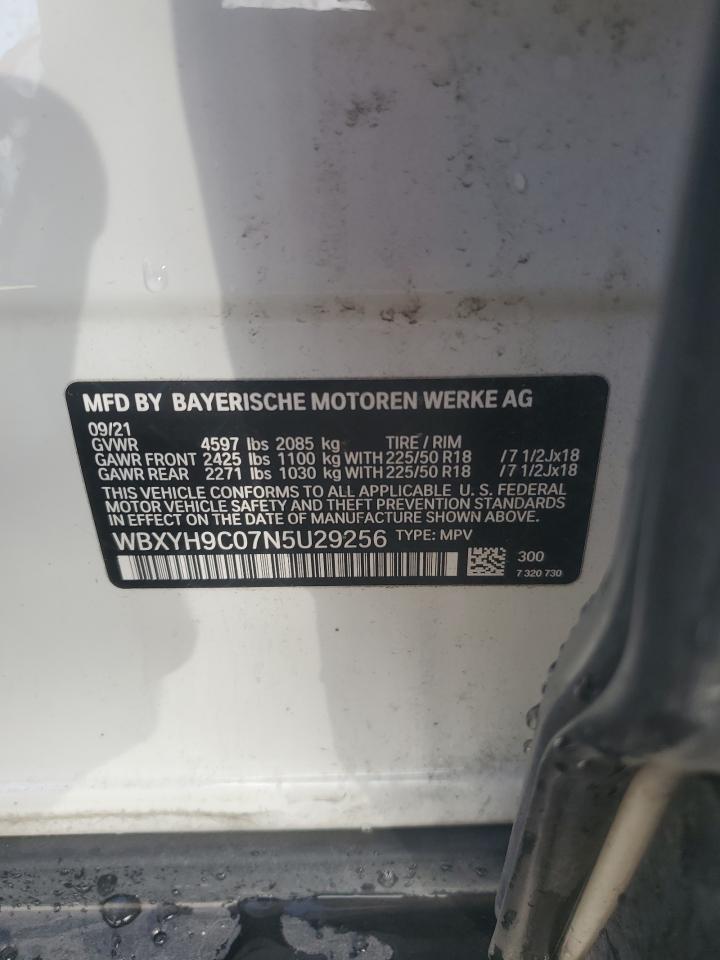 MFD BY BAYERISCHE MOTOREN WERKE AG
09/21
GVWR 4597 lbs 2085 kg TIRE / RIM
GAWR FRONT 2425 lbs 1100 kg WITH 225/50 R18 /7 1/2Jx18
GAWR REAR 2271 lbs 1030 kg WITH 225/50 R18 /7 1/2Jx18
THIS VEHICLE CONFORMS TO ALL APPLICABLE U. S. FEDERAL
MOTOR VEHICLE SAFETY AND THEFT PREVENTION STANDARDS
IN EFFECT ON THE DATE OF MANUFACTURE SHOWN ABOVE.
WBXYH9C07N5U29256 TYPE: MPV
300
7 320 730